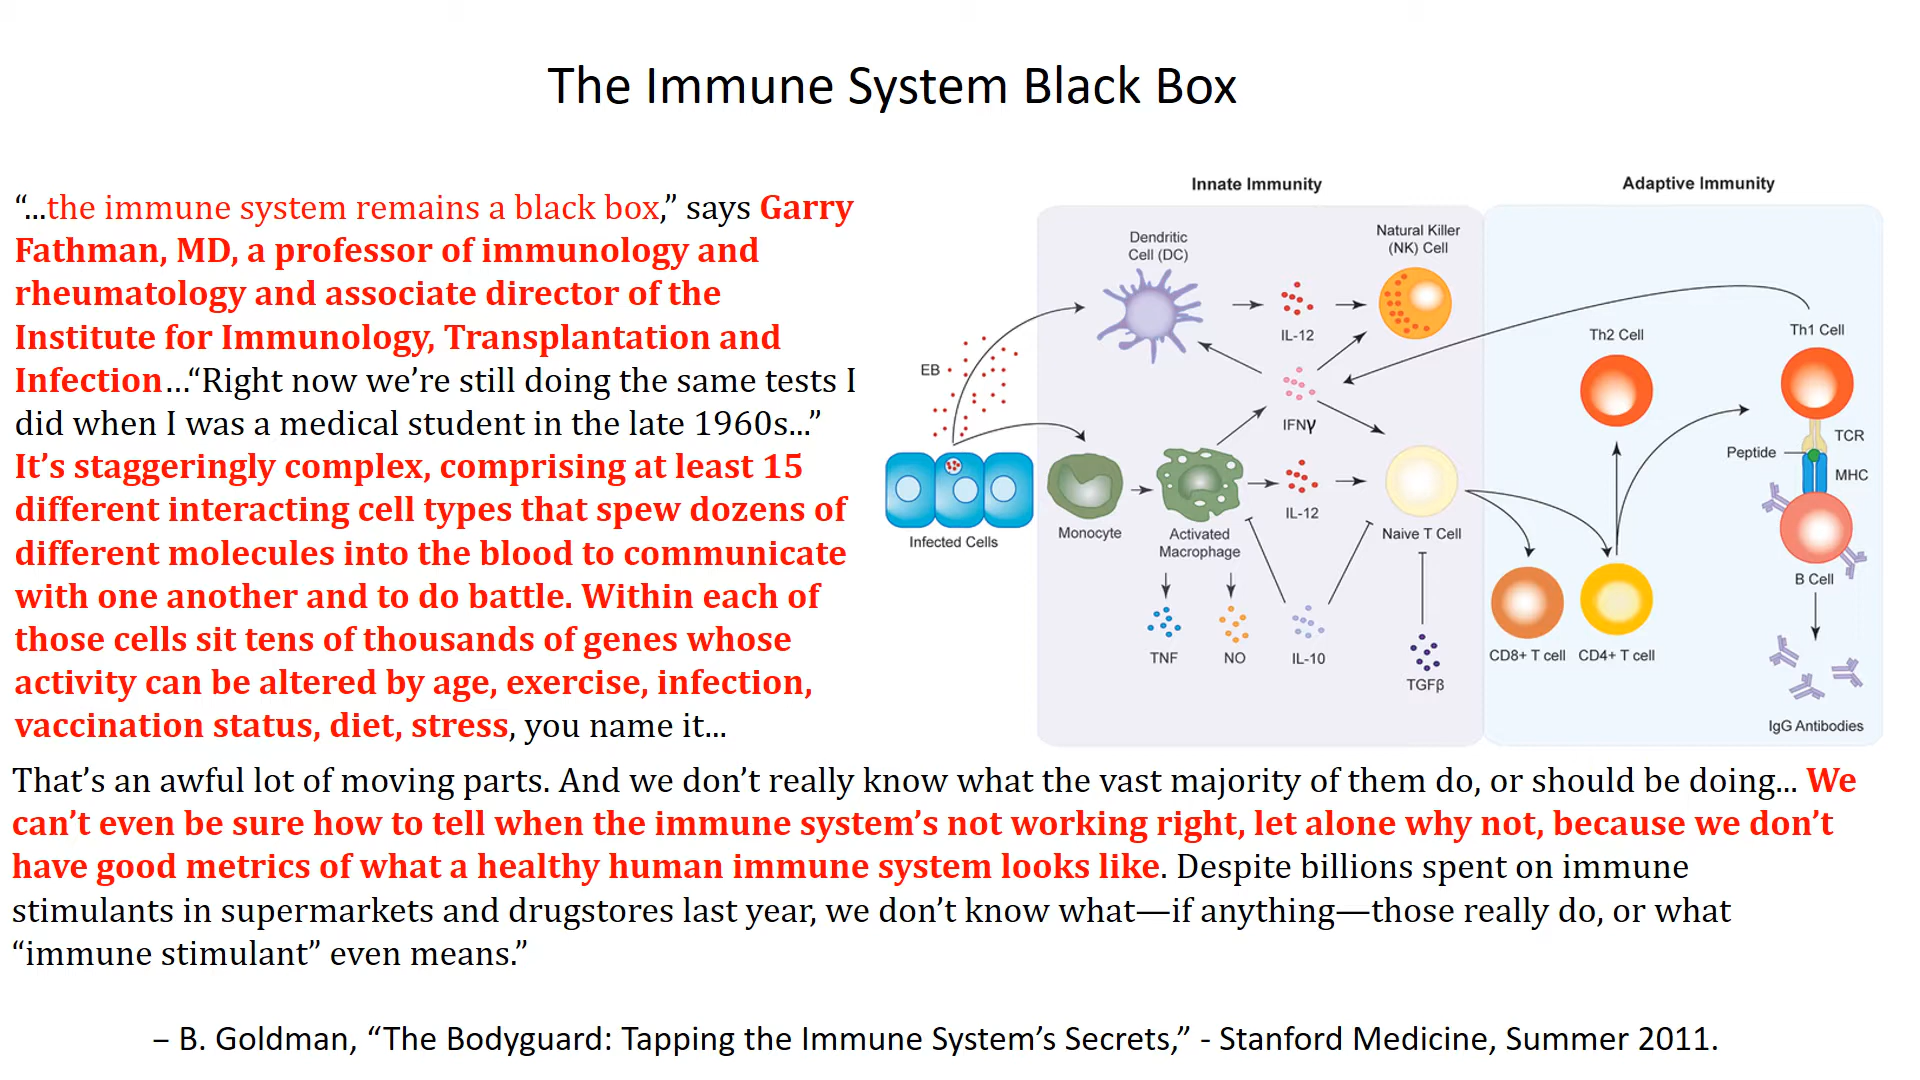 The Immune System Black Box
“...the immune system remains a black box,” says Garry
Fathman, MD, a professor of immunology and
rheumatology and associate director of the
Institute for Immunology, Transplantation and
Infection...“Right now we’re still doing the same tests I
did when I was a medical student in the late 1960s...”
It’s staggeringly complex, comprising at least 15
different interacting cell types that spew dozens of
different molecules into the blood to communicate
with one another and to do battle. Within each of
those cells sit tens of thousands of genes whose
activity can be altered by age, exercise, infection,
vaccination status, diet, stress, you name it...
Innate Immunity
Adaptive Immunity
Dendritic
Cell (DC)
Natural Killer
(NK) Cell
IL-12
EB
IFNγ
Infected Cells
Monocyte
Activated
Macrophage
IL-12
Naive T Cell
TNF
NO
IL-10
TGFβ
Th2 Cell
Th1 Cell
TCR
Peptide
MHC
B Cell
CD8+ T cell
CD4+ T cell
IgG Antibodies
That’s an awful lot of moving parts. And we don’t really know what the vast majority of them do, or should be doing... We
can’t even be sure how to tell when the immune system’s not working right, let alone why not, because we don’t
have good metrics of what a healthy human immune system looks like. Despite billions spent on immune
stimulants in supermarkets and drugstores last year, we don’t know what—if anything—those really do, or what
“immune stimulant” even means.”
– B. Goldman, “The Bodyguard: Tapping the Immune System’s Secrets,” - Stanford Medicine, Summer 2011.